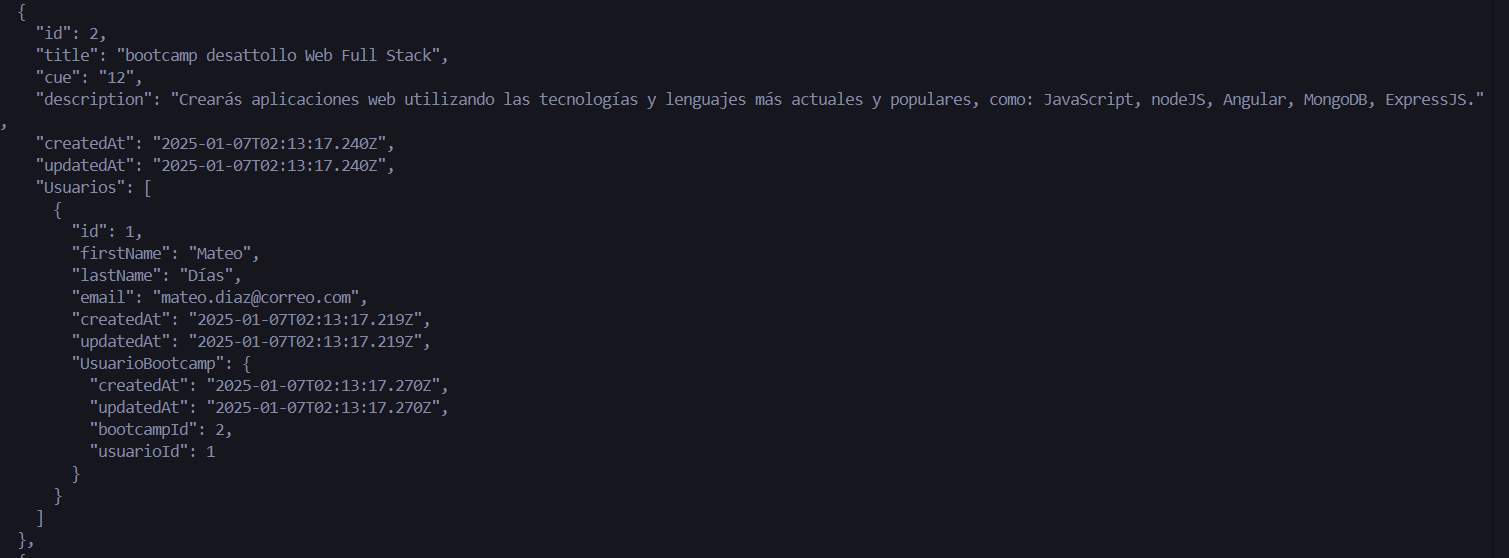 {
"id": 2,
"title": "bootcamp desattollo Web Full Stack",
"cue": "12",
"description": "Crearás aplicaciones web utilizando las tecnologías y lenguajes más actuales y populares, como: JavaScript, nodeJS, Angular, MongoDB, ExpressJS."
,
"createdAt": "2025-01-07T02:13:17.240Z",
"updatedAt": "2025-01-07T02:13:17.240Z",
"Usuarios": [
{
"id": 1,
"firstName": "Mateo",
"lastName": "Días",
"email": "mateo.diaz@correo.com",
"createdAt": "2025-01-07T02:13:17.219Z",
"updatedAt": "2025-01-07T02:13:17.219Z",
"UsuarioBootcamp": {
"createdAt": "2025-01-07T02:13:17.270Z",
"updatedAt": "2025-01-07T02:13:17.270Z",
"bootcampId": 2,
"usuarioId": 1
}
}
]
},
{